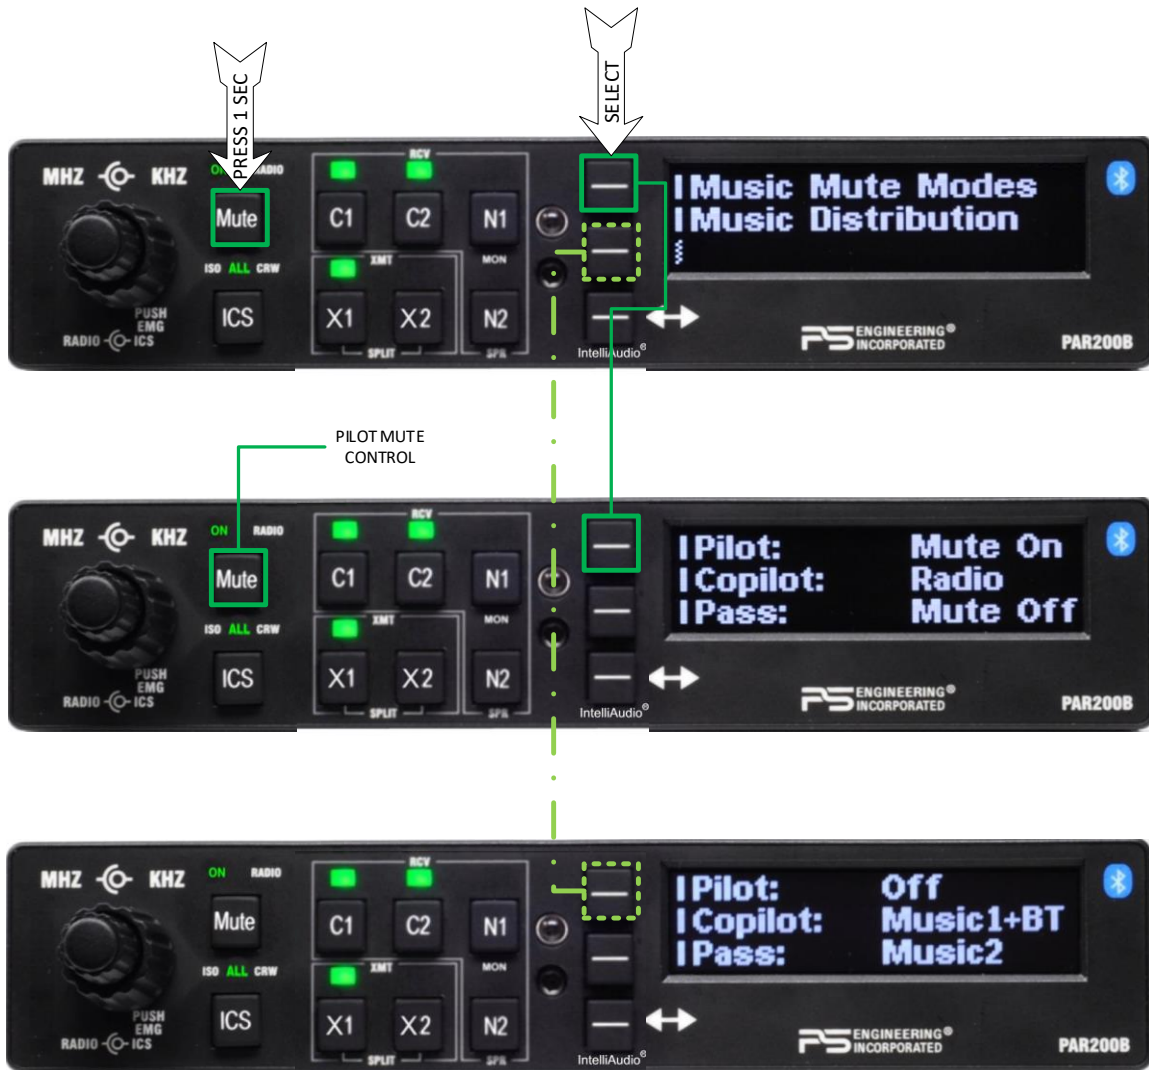 PRESS 1 SEC
SELECT
MHZ KHZ
ON RADIO
Mute
ISO ALL CRW
ICS
PUSH
EMG
RADIO ICS
RCV
C1 C2 N1
XMT MON
X1 X2 N2
SPLIT SPR
IntelliAudio®
Music Mute Modes
Music Distribution
PS ENGINEERING®
INCORPORATED
PAR200B
PILOT MUTE
CONTROL
MHZ KHZ
ON RADIO
Mute
ISO ALL CRW
ICS
PUSH
EMG
RADIO ICS
RCV
C1 C2 N1
XMT MON
X1 X2 N2
SPLIT SPR
IntelliAudio®
Pilot: Mute On
Copilot: Radio
Pass: Mute Off
PS ENGINEERING®
INCORPORATED
PAR200B
MHZ KHZ
ON RADIO
Mute
ISO ALL CRW
ICS
PUSH
EMG
RADIO ICS
RCV
C1 C2 N1
XMT MON
X1 X2 N2
SPLIT SPR
IntelliAudio®
Pilot: Off
Copilot: Music1+BT
Pass: Music2
PS ENGINEERING®
INCORPORATED
PAR200B